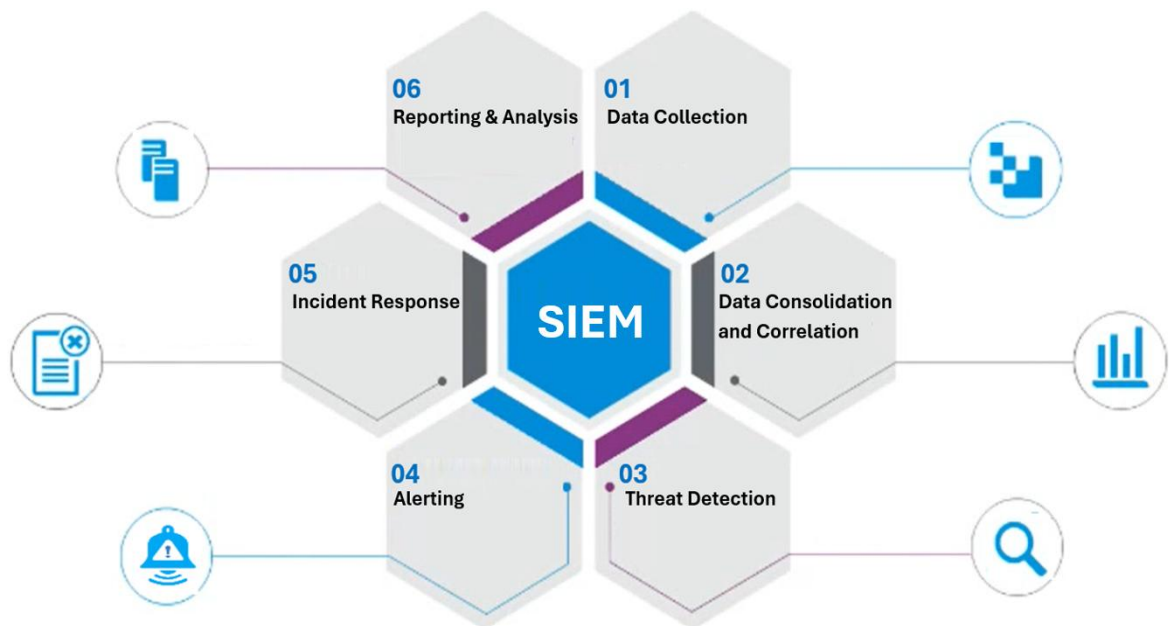 01
Data Collection
02
Data Consolidation
and Correlation
03
Threat Detection
04
Alerting
05
Incident Response
06
Reporting & Analysis
SIEM
!